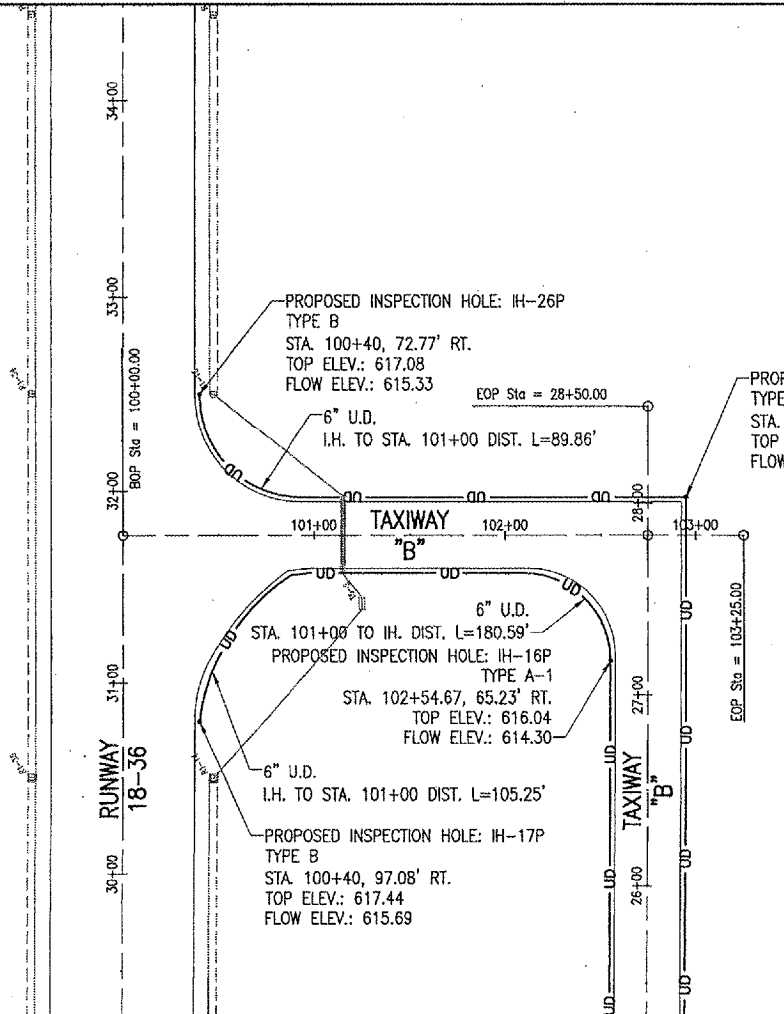 34+00
33+00
BOP Sta = 100+00.00
32+00
31+00
30+00
RUNWAY
18-36
PROPOSED INSPECTION HOLE: IH-26P
TYPE B
STA. 100+40, 72.77' RT.
TOP ELEV.: 617.08
FLOW ELEV.: 615.33
6" U.D.
I.H. TO STA. 101+00 DIST. L=89.86'
EOP Sta = 28+50.00
PROP
TYPE
STA.
TOP
FLOW
UD
UD
UD
UD
28+00
101+00
TAXIWAY
"B"
102+00
103+00
UD
UD
UD
UD
UD
6" U.D.
STA. 101+00 TO IH. DIST. L=180.59'
PROPOSED INSPECTION HOLE: IH-16P
TYPE A-1
STA. 102+54.67, 65.23' RT.
TOP ELEV.: 616.04
FLOW ELEV.: 614.30
EOP Sta = 103+25.00
27+00
UD
UD
6" U.D.
I.H. TO STA. 101+00 DIST. L=105.25'
TAXIWAY
"B"
PROPOSED INSPECTION HOLE: IH-17P
TYPE B
STA. 100+40, 97.08' RT.
TOP ELEV.: 617.44
FLOW ELEV.: 615.69
UD
UD
26+00
UD
UD